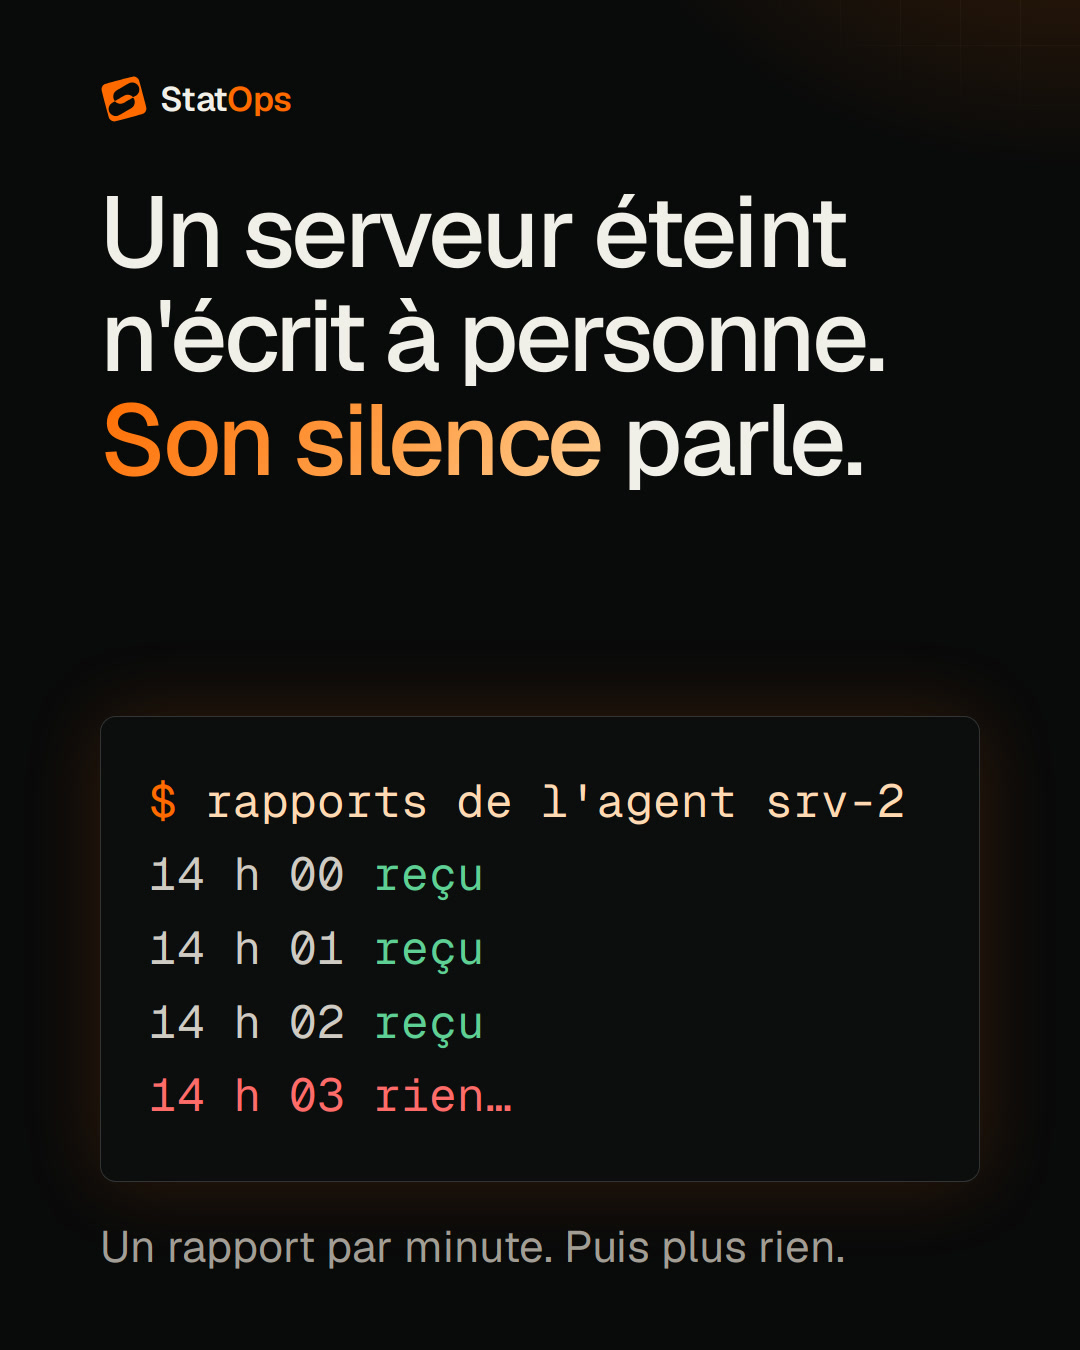 StatOps
Un serveur éteint
n'écrit à personne.
Son silence parle.
$ rapports de l'agent srv-2
14 h 00 reçu
14 h 01 reçu
14 h 02 reçu
14 h 03 rien…
Un rapport par minute. Puis plus rien.